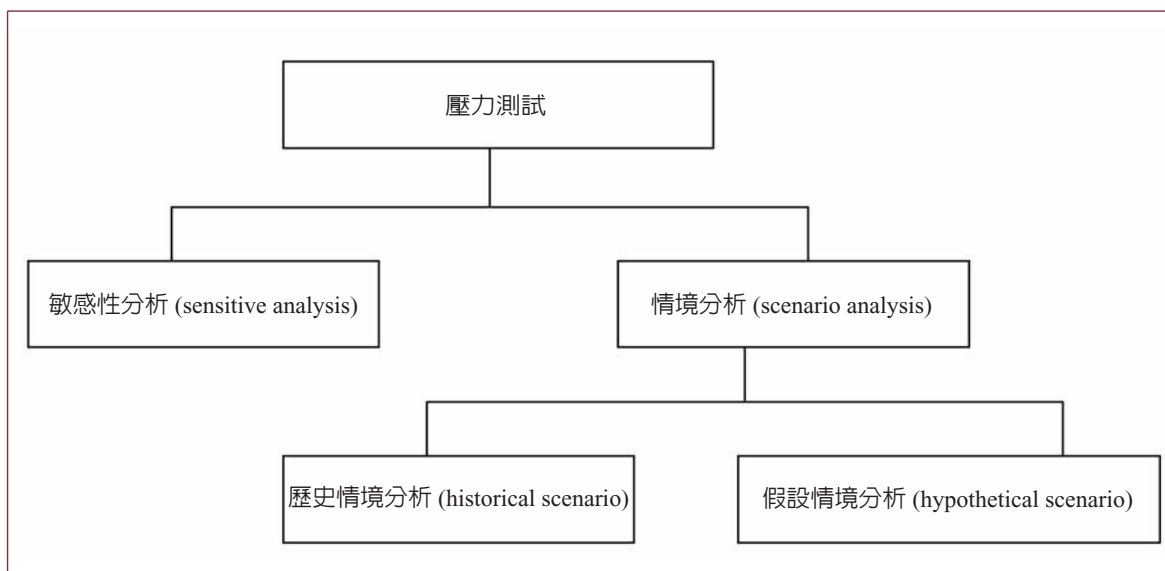 壓力測試
敏感性分析 (sensitive analysis)
情境分析 (scenario analysis)
歷史情境分析 (historical scenario)
假設情境分析 (hypothetical scenario)